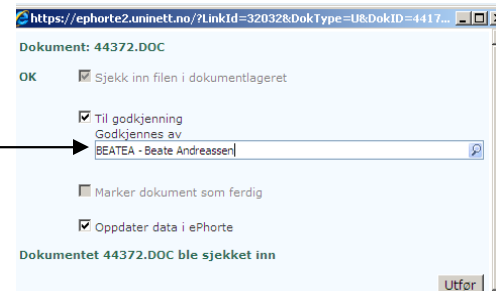 https://ephorte2.uninett.no/?LinkId=32032&DokType=U&DokID=4417...
Dokument: 44372.DOC
OK Sjekk inn filen i dokumentlageret
Til godkjenning
Godkjennes av
BEATEA - Beate Andreassen
Marker dokument som ferdig
Oppdater data i ePhorte
Dokumentet 44372.DOC ble sjekket inn
Utfør